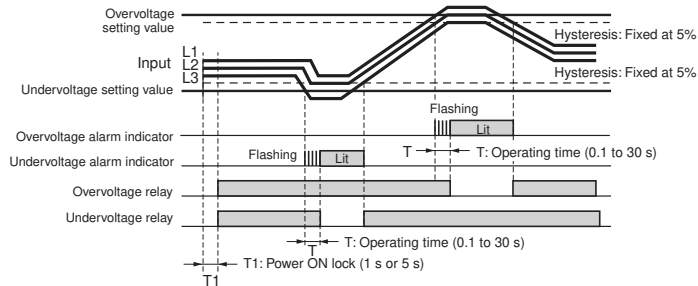 Overvoltage
setting value
Hysteresis: Fixed at 5%
L1
Input
L2
L3
Hysteresis: Fixed at 5%
Undervoltage setting value
Flashing
Overvoltage alarm indicator
Lit
Flashing
T
T: Operating time (0.1 to 30 s)
Undervoltage alarm indicator
Lit
Overvoltage relay
Undervoltage relay
T
T: Operating time (0.1 to 30 s)
T1: Power ON lock (1 s or 5 s)
T1